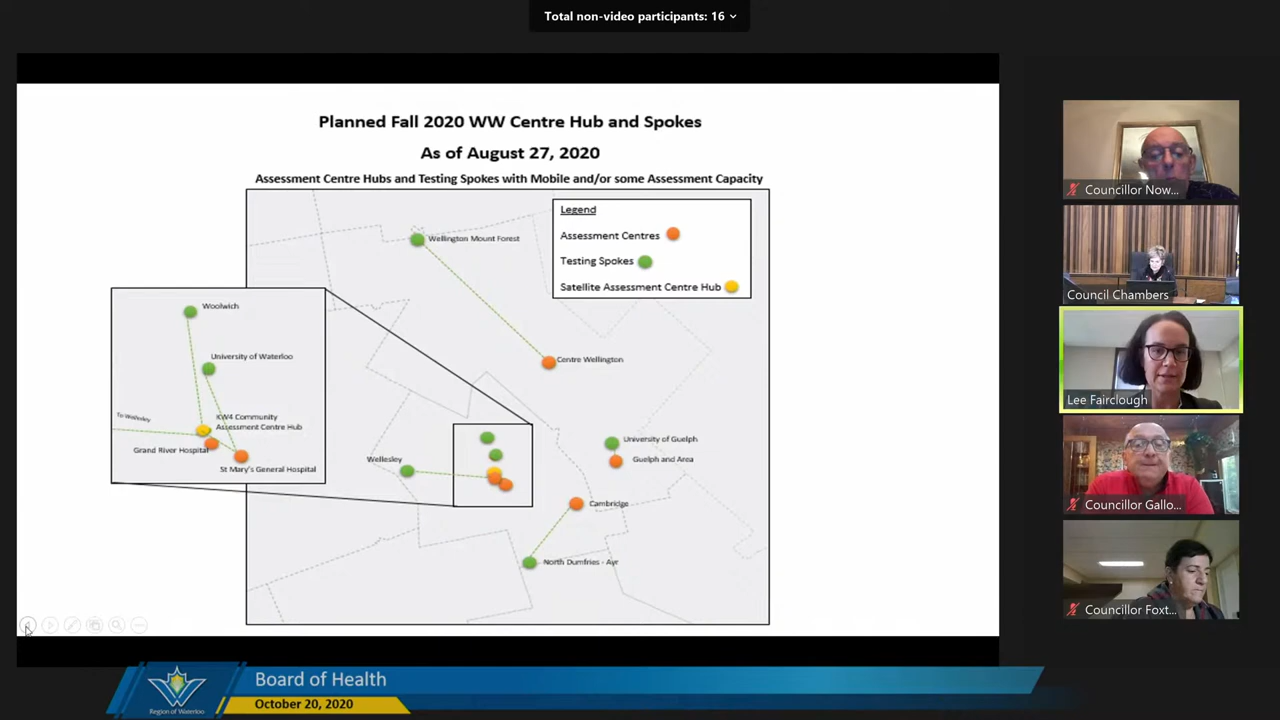 Total non-video participants: 16
Planned Fall 2020 WW Centre Hub and Spokes
As of August 27, 2020
Assessment Centre Hubs and Testing Spokes with Mobile and/or some Assessment Capacity
Legend
Assessment Centres
Testing Spokes
Satellite Assessment Centre Hub
Wellington Mount Forest
Centre Wellington
Woolwich
University of Waterloo
KW4 Community
Assessment Centre Hub
To Wellesley
Grand River Hospital
St Mary's General Hospital
Wellesley
University of Guelph
Guelph and Area
Cambridge
North Dumfries - Ayr
Councillor Now...
Council Chambers
Lee Fairclough
Councillor Gallo...
Councillor Foxt...
Board of Health
October 20, 2020
Region of Waterloo